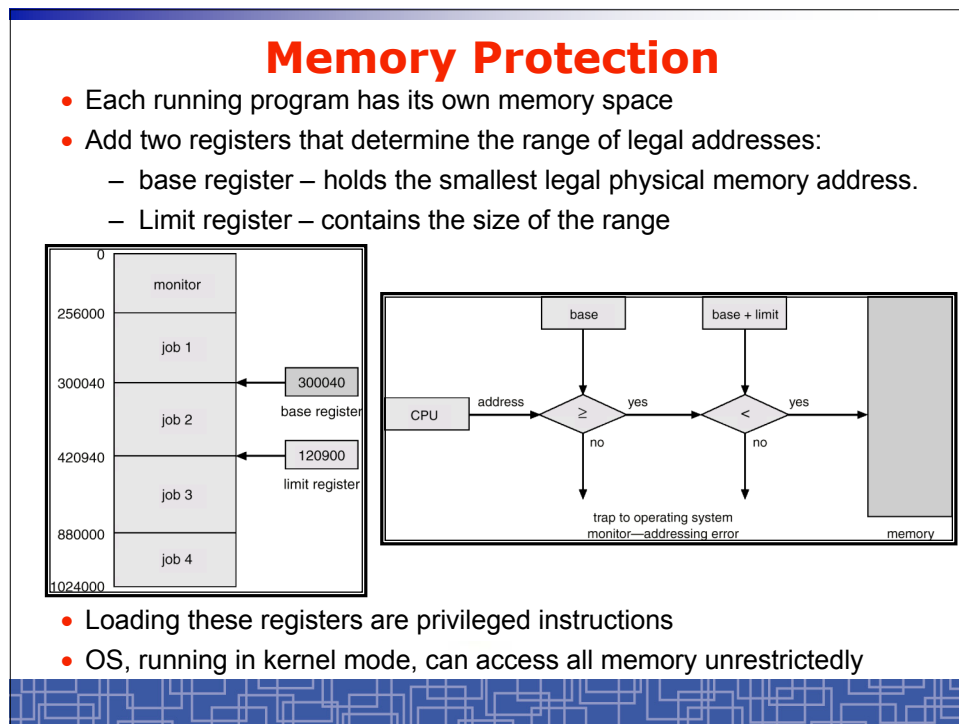 Memory Protection
• Each running program has its own memory space
• Add two registers that determine the range of legal addresses:
– base register – holds the smallest legal physical memory address.
– Limit register – contains the size of the range
0
monitor
256000
job 1
300040
300040
base register
job 2
420940
120900
limit register
job 3
880000
job 4
1024000
base
base + limit
CPU
address
≥
yes
<
yes
no
no
trap to operating system
monitor—addressing error
memory
• Loading these registers are privileged instructions
• OS, running in kernel mode, can access all memory unrestrictedly